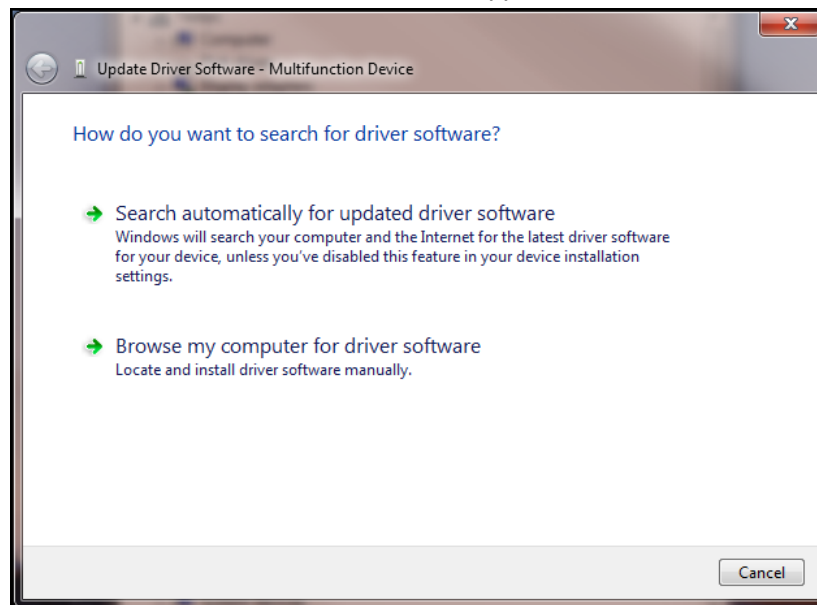 Update Driver Software - Multifunction Device
How do you want to search for driver software?
Search automatically for updated driver software
Windows will search your computer and the Internet for the latest driver software
for your device, unless you've disabled this feature in your device installation
settings.
Browse my computer for driver software
Locate and install driver software manually.
Cancel